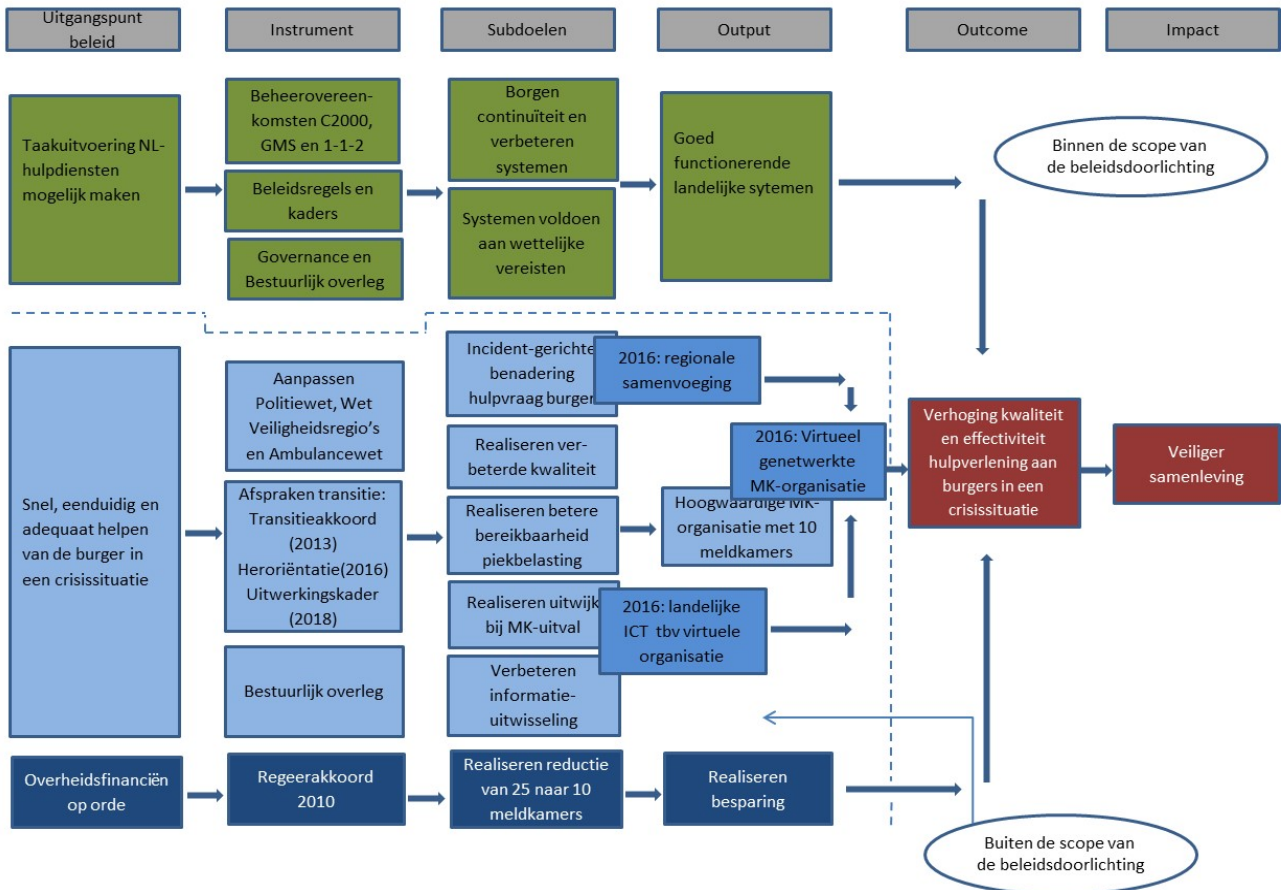 Uitgangspunt
beleid
Instrument
Subdoelen
Output
Outcome
Impact
Taakuitvoering NL-
hulpdiensten
mogelijk maken
Beheerovereen-
komsten C2000,
GMS en 1-1-2
Beleidsregels en
kaders
Governance en
Bestuurlijk overleg
Borgen
continuïteit en
verbeteren
systemen
Systemen voldoen
aan wettelijke
vereisten
Goed
functionerende
landelijke sytemen
Binnen de scope van
de beleidsdoorlichting
Snel, eenduidig en
adequaat helpen
van de burger in
een crisissituatie
Aanpassen
Politiewet, Wet
Veiligheidsregio's
en Ambulancewet
Afspraken transitie:
Transitieakkoord
(2013)
Heroriëntatie(2016)
Uitwerkingskader
(2018)
Bestuurlijk overleg
Incident-gerichte
benadering
hulpvraag burger
Realiseren ver-
beterde kwaliteit
Realiseren betere
bereikbaarheid
piekbelasting
Realiseren uitwijk
bij MK-uitval
Verbeteren
informatie-
uitwisseling
2016: regionale
samenvoeging
2016: Virtueel
genetwerkte
MK-organisatie
Hoogwaardige MK-
organisatie met 10
meldkamers
2016: landelijke
ICT tbv virtuele
organisatie
Verhoging kwaliteit
en effectiviteit
hulpverlening aan
burgers in een
crisissituatie
Veiliger
samenleving
Overheidsfinanciën
op orde
Regeerakkoord
2010
Realiseren reductie
van 25 naar 10
meldkamers
Realiseren
besparing
Buiten de scope van
de beleidsdoorlichting